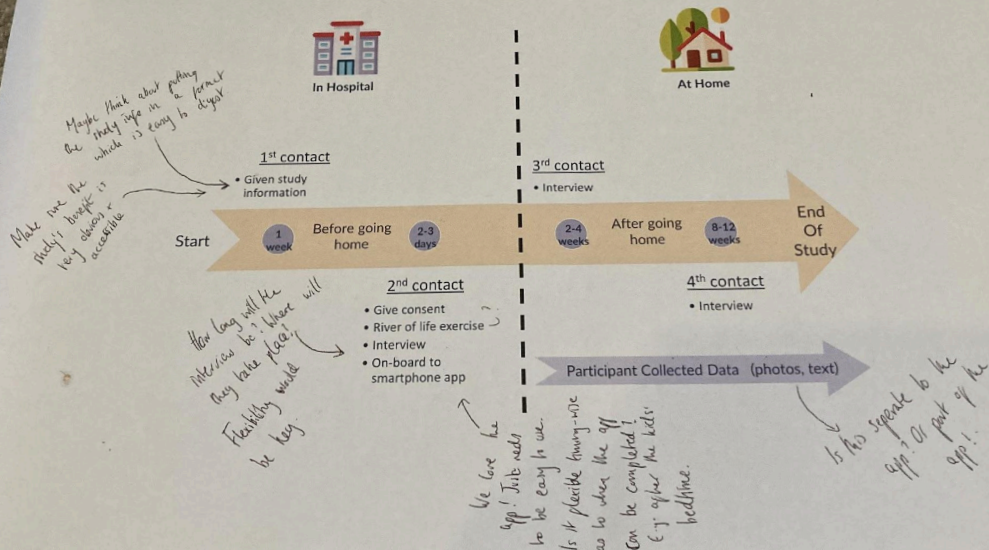 In Hospital
At Home
Maybe think about putting
the study info in a format
which is easy to digest
Make sure the
study's benefit is
very obvious +
accessible
1st contact
• Given study
information
3rd contact
• Interview
Start
1
week
Before going
home
2-3
days
2-4
weeks
After going
home
8-12
weeks
End
Of
Study
2nd contact
• Give consent
• River of life exercise ?
• Interview
• On-board to
smartphone app
4th contact
• Interview
How long will the
interview be? Where will
they take place?
Flexibility would
be key.
Participant Collected Data (photos, text)
We love the
app! Just needs
to be easy to use.
Is it flexible timing-wise
as to when the app
can be completed?
E.g. after the kids'
bedtime.
Is this seperate to the
app? Or part of the
app?